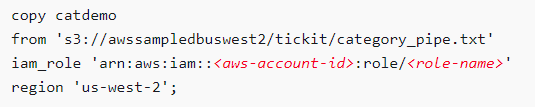 copy catdemo
from 's3://awssampledbuswest2/tickit/category_pipe.txt'
iam_role 'arn:aws:iam::<aws-account-id>:role/<role-name>'
region 'us-west-2';